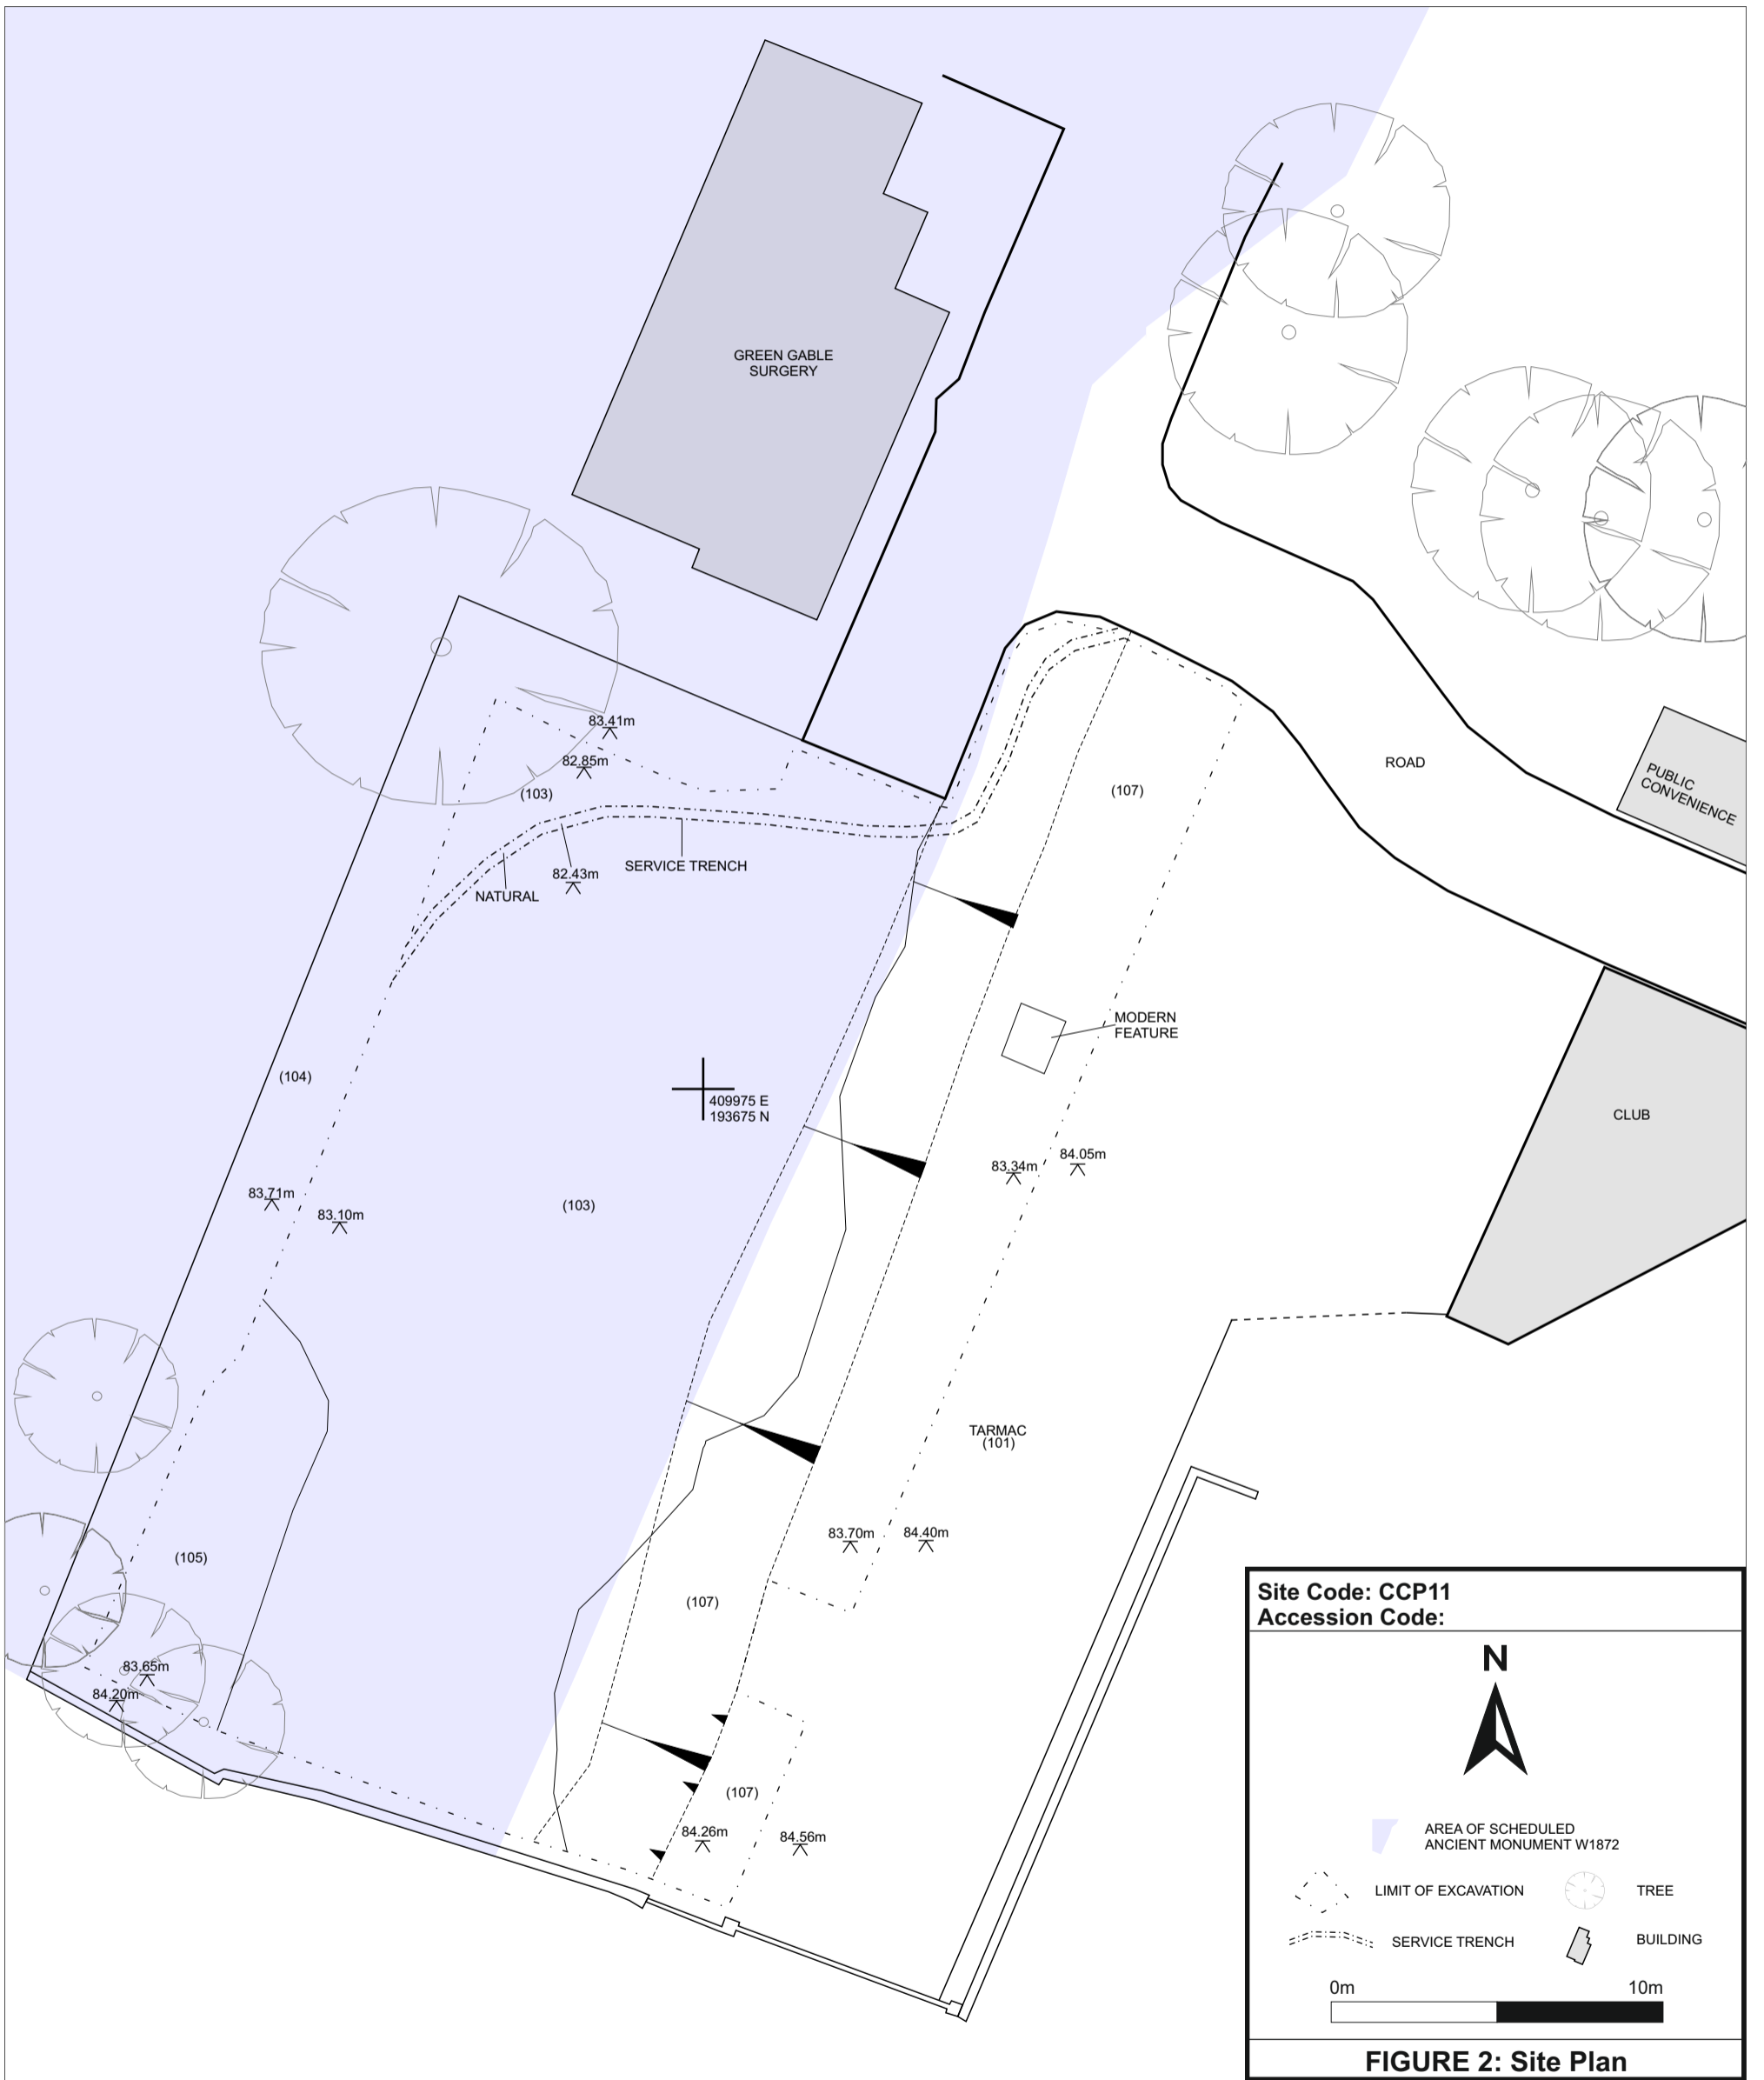 GREEN GABLE
SURGERY
83.41m
82.85m
(103)
ROAD
PUBLIC
CONVENIENCE
(107)
SERVICE TRENCH
82.43m
NATURAL
MODERN
FEATURE
(104)
409975 E
193675 N
CLUB
84.05m
83.34m
83.71m
83.10m
(103)
TARMAC
(101)
83.70m
84.40m
(105)
(107)
83.65m
84.20m
(107)
84.26m
84.56m
Site Code: CCP11
Accession Code:
N
AREA OF SCHEDULED
ANCIENT MONUMENT W1872
LIMIT OF EXCAVATION
TREE
SERVICE TRENCH
BUILDING
0m
10m
FIGURE 2: Site Plan